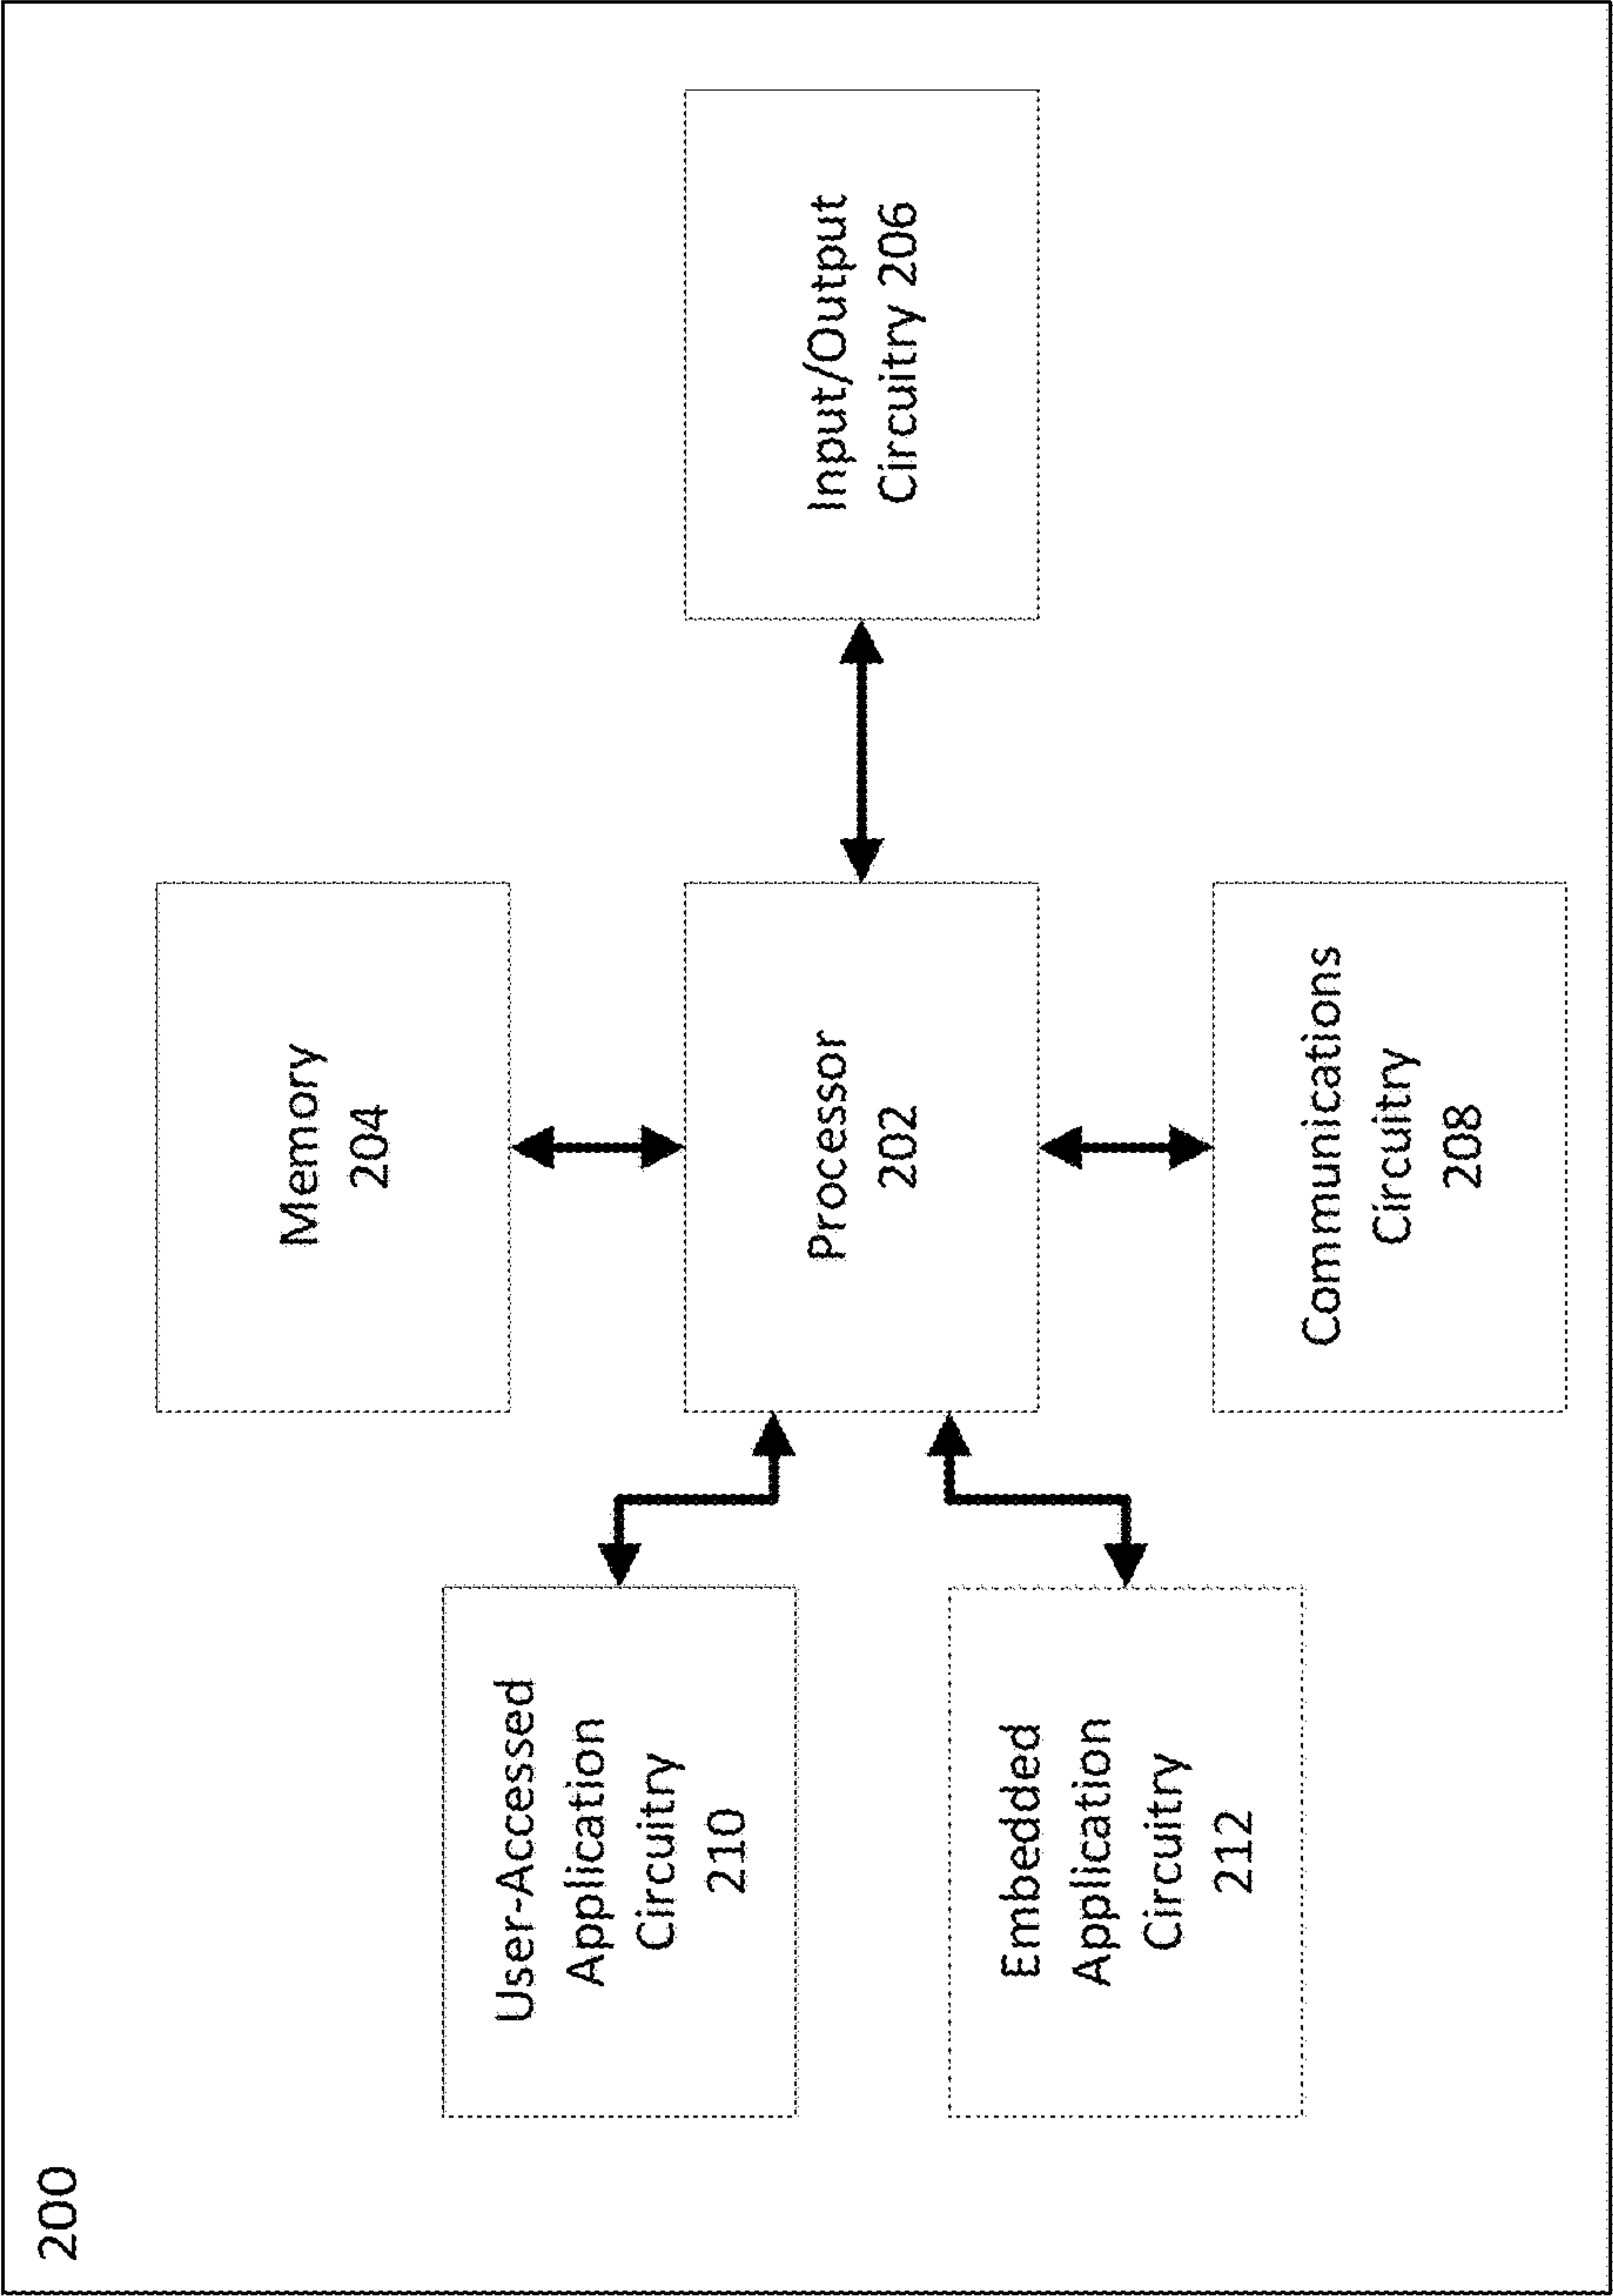 200
Memory
204
User-Accessed
Application
Circuitry
210
Processor
202
Input/Output
Circuitry 206
Embedded
Application
Circuitry
212
Communications
Circuitry
208